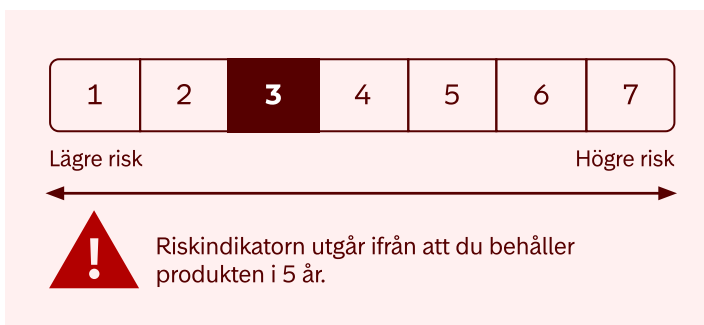 1 2 3 4 5 6 7
Lägre risk Högre risk
!
Riskindikatorn utgår ifrån att du behåller
produkten i 5 år.